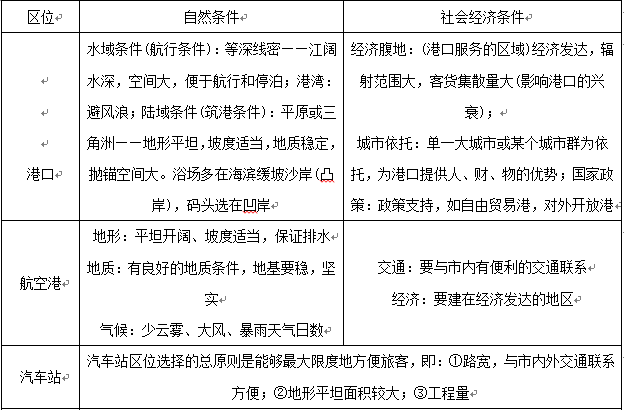 区位
自然条件
社会经济条件
港口
水域条件(航行条件)：等深线密——江阔
水深，空间大，便于航行和停泊；港湾：
避风浪；陆域条件(筑港条件)：平原或三
角洲——地形平坦，坡度适当，地质稳定，
抛锚空间大。浴场多在海滨缓坡沙岸(凸
岸)，码头选在凹岸
经济腹地：(港口服务的区域)经济发达，辐
射范围大，客货集散量大(影响港口的兴
衰)；
城市依托：单一大城市或某个城市群为依
托，为港口提供人、财、物的优势；国家政
策：政策支持，如自由贸易港，对外开放港
航空港
地形：平坦开阔、坡度适当，保证排水
地质：有良好的地质条件，地基要稳，坚
实
气候：少云雾、大风、暴雨天气日数
交通：要与市内有便利的交通联系
经济：要建在经济发达的地区
汽车站
汽车站区位选择的总原则是能够最大限度地方便旅客，即：①路宽，与市内外交通联系
方便；②地形平坦面积较大；③工程量